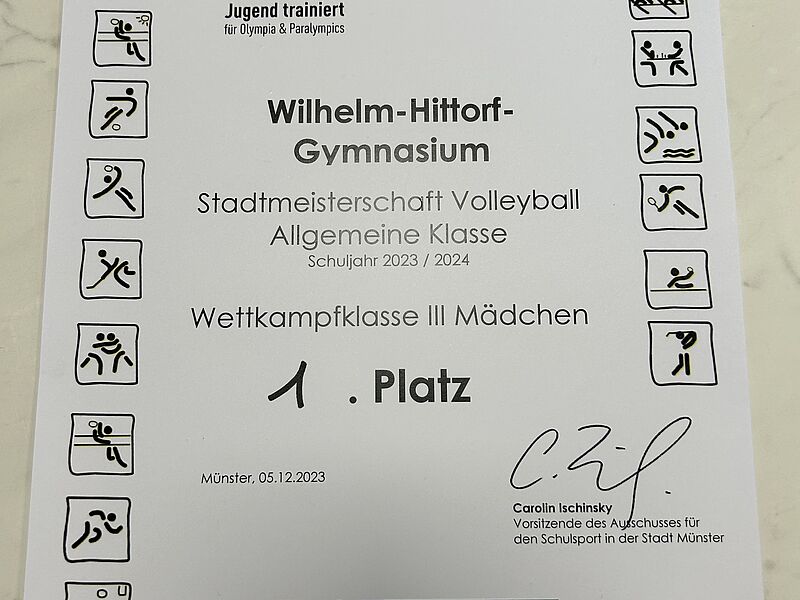 Jugend trainiert
für Olympia & Paralympics
Wilhelm-Hittorf-
Gymnasium
Stadtmeisterschaft Volleyball
Allgemeine Klasse
Schuljahr 2023 / 2024
Wettkampfklasse III Mädchen
1 . Platz
Münster, 05.12.2023
Carolin Ischinsky
Vorsitzende des Ausschusses für
den Schulsport in der Stadt Münster